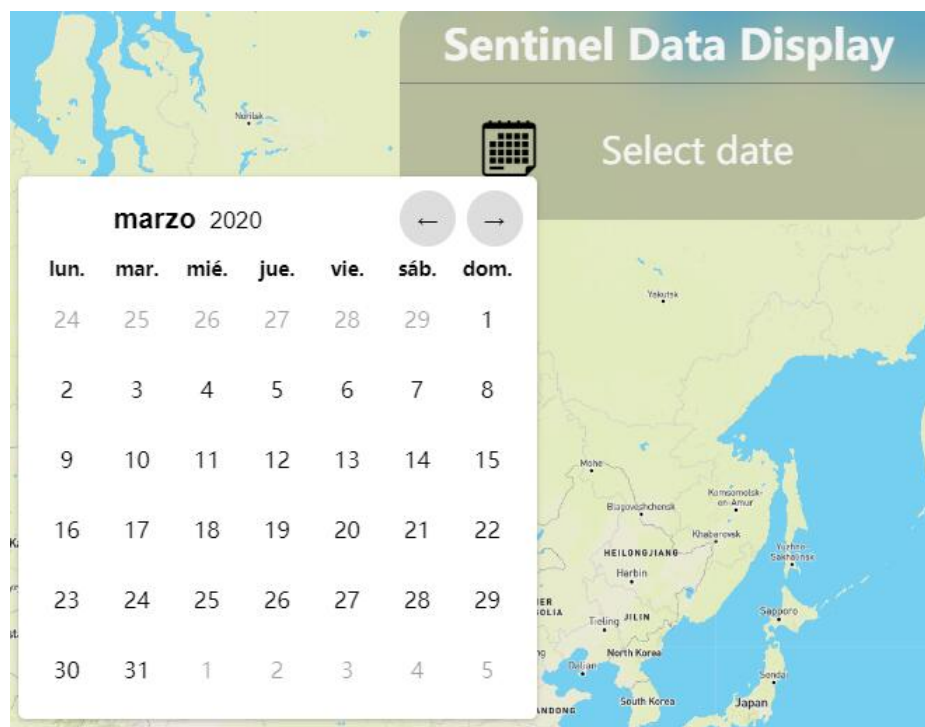 Sentinel Data Display
Select date
marzo 2020
← →
lun. mar. mié. jue. vie. sáb. dom.
24 25 26 27 28 29 1
2 3 4 5 6 7 8
9 10 11 12 13 14 15
16 17 18 19 20 21 22
23 24 25 26 27 28 29
30 31 1 2 3 4 5
Norilsk
Yakutsk
Mohe
Komsomolsk-
on-Amur
Blagoveshchensk
Khabarovsk
HEILONGJIANG
Yuzhno-
Sakhalinsk
Harbin
Sapporo
Tieling JILIN
North Korea
Dalian
Sendai
South Korea
Japan